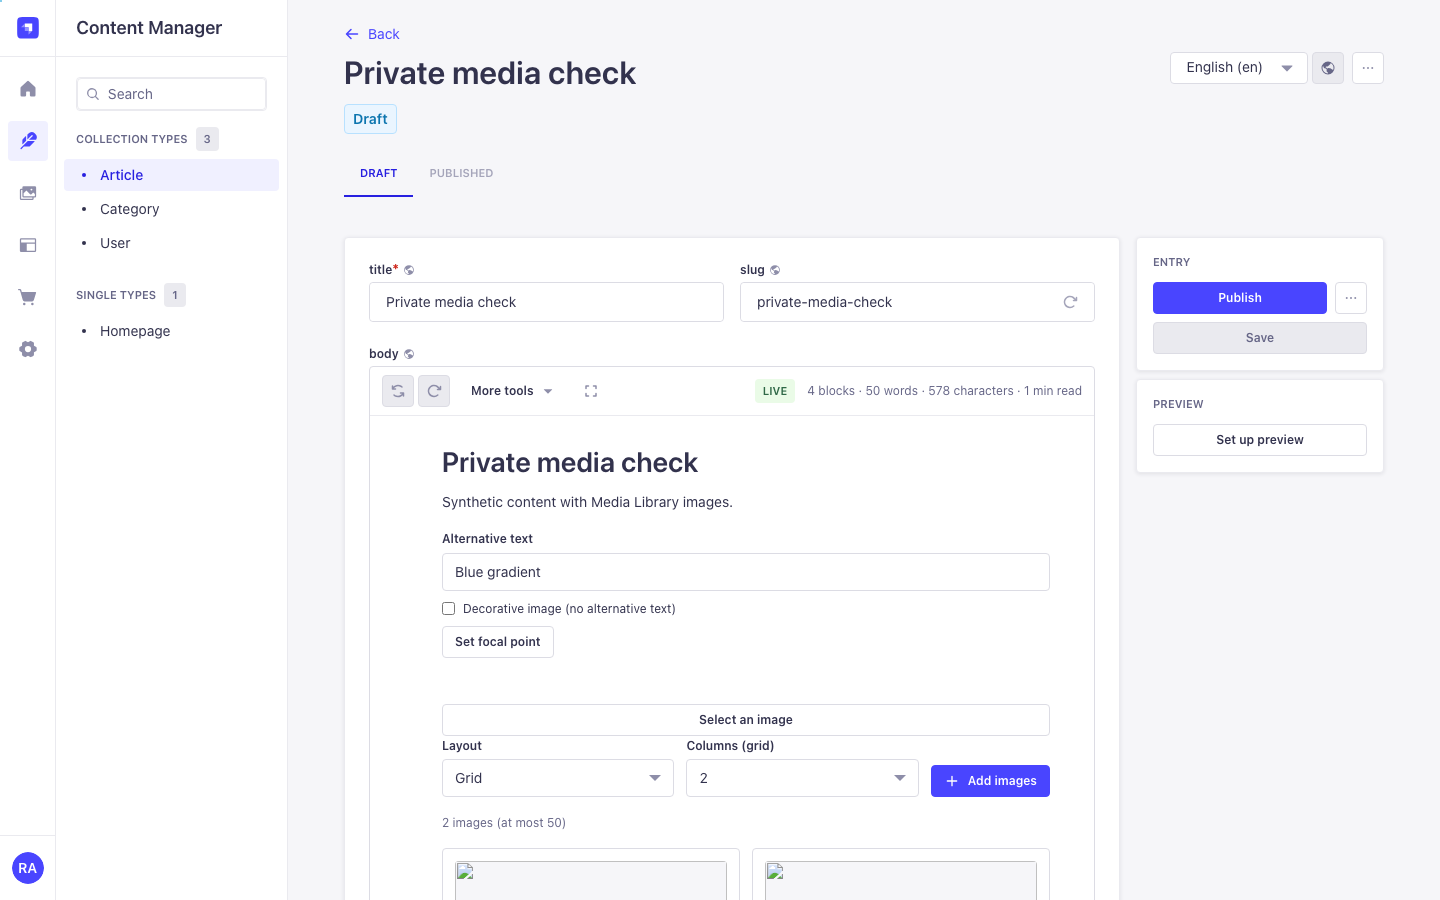 Content Manager
Search
COLLECTION TYPES 3
Article
Category
User
SINGLE TYPES 1
Homepage
RA
Back
Private media check
English (en)
Draft
DRAFT
PUBLISHED
title*
Private media check
slug
private-media-check
body
More tools
LIVE
4 blocks · 50 words · 578 characters · 1 min read
Private media check
Synthetic content with Media Library images.
Alternative text
Blue gradient
Decorative image (no alternative text)
Set focal point
Select an image
Layout
Columns (grid)
Grid
2
Add images
2 images (at most 50)
ENTRY
Publish
Save
PREVIEW
Set up preview